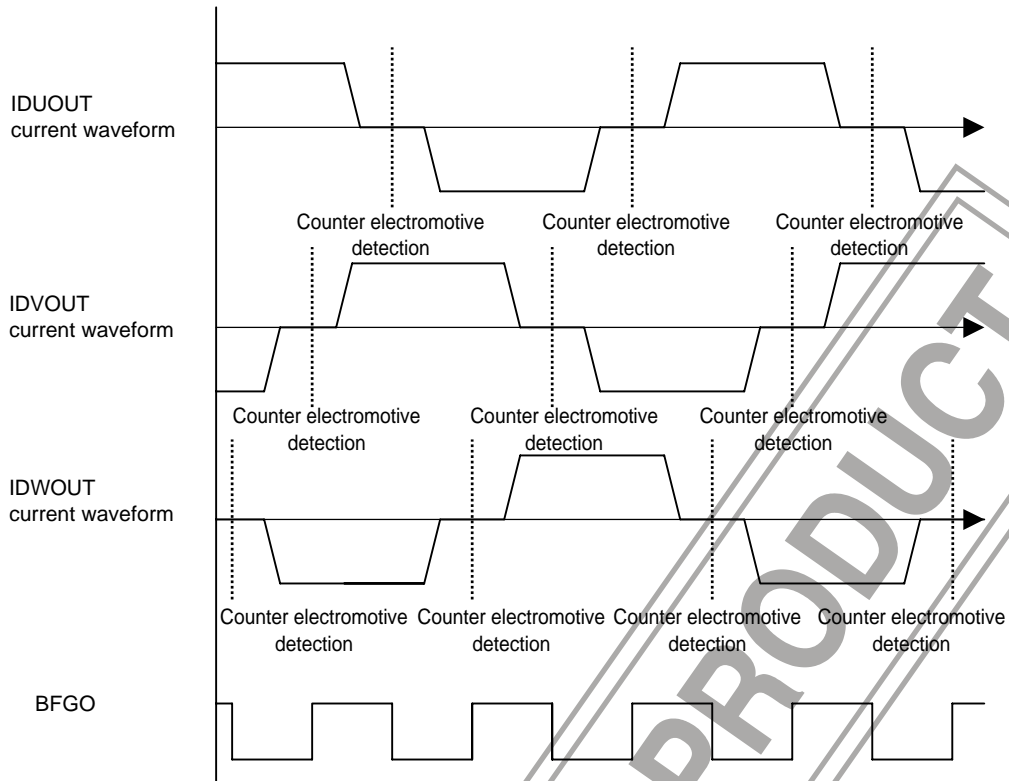 IDUOUT
current waveform
Counter electromotive
detection
Counter electromotive
detection
Counter electromotive
detection
IDVOUT
current waveform
Counter electromotive
detection
Counter electromotive
detection
Counter electromotive
detection
IDWOUT
current waveform
Counter electromotive
detection
Counter electromotive
detection
Counter electromotive
detection
Counter electromotive
detection
BFGO
PRODUCT